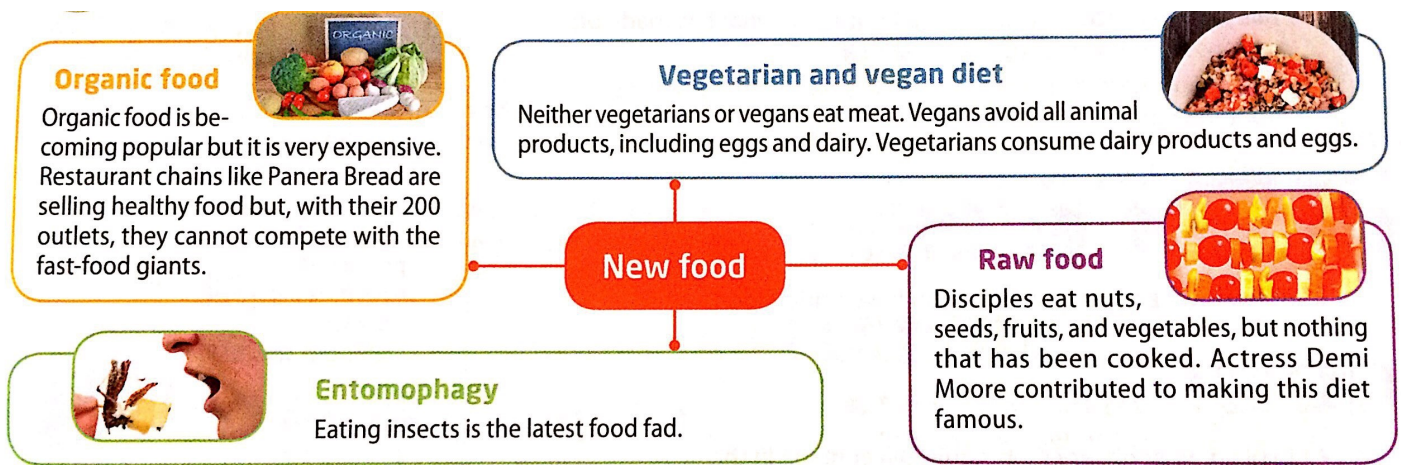 ORGANIC
Organic food
Organic food is be-
coming popular but it is very expensive.
Restaurant chains like Panera Bread are
selling healthy food but, with their 200
outlets, they cannot compete with the
fast-food giants.
Vegetarian and vegan diet
Neither vegetarians or vegans eat meat. Vegans avoid all animal
products, including eggs and dairy. Vegetarians consume dairy products and eggs.
New food
Raw food
Disciples eat nuts,
seeds, fruits, and vegetables, but nothing
that has been cooked. Actress Demi
Moore contributed to making this diet
famous.
Entomophagy
Eating insects is the latest food fad.